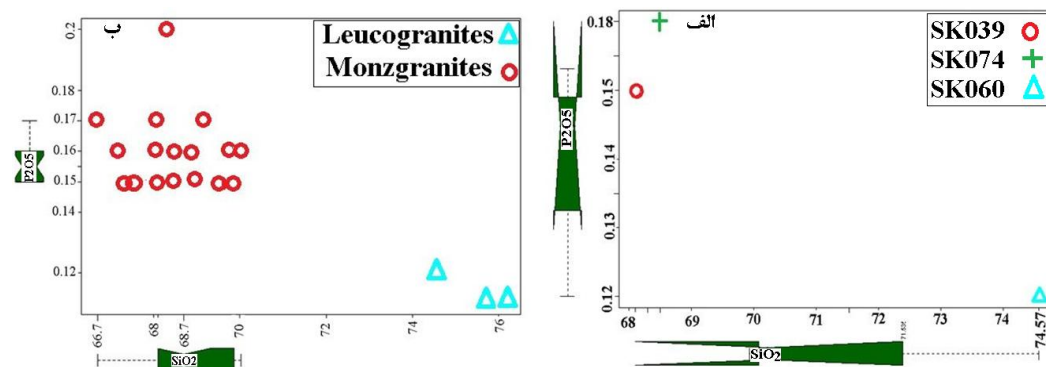 ب
Leucogranites
Monzgranites
0.2
0.18
0.17
0.16
0.15
0.14
0.12
P2O5
66.7
68
68.7
70
72
74
76
SiO2
الف
SK039
SK074
SK060
0.18
0.15
0.14
0.13
0.12
P2O5
68
69
70
71
72
73
74
74.57
SiO2